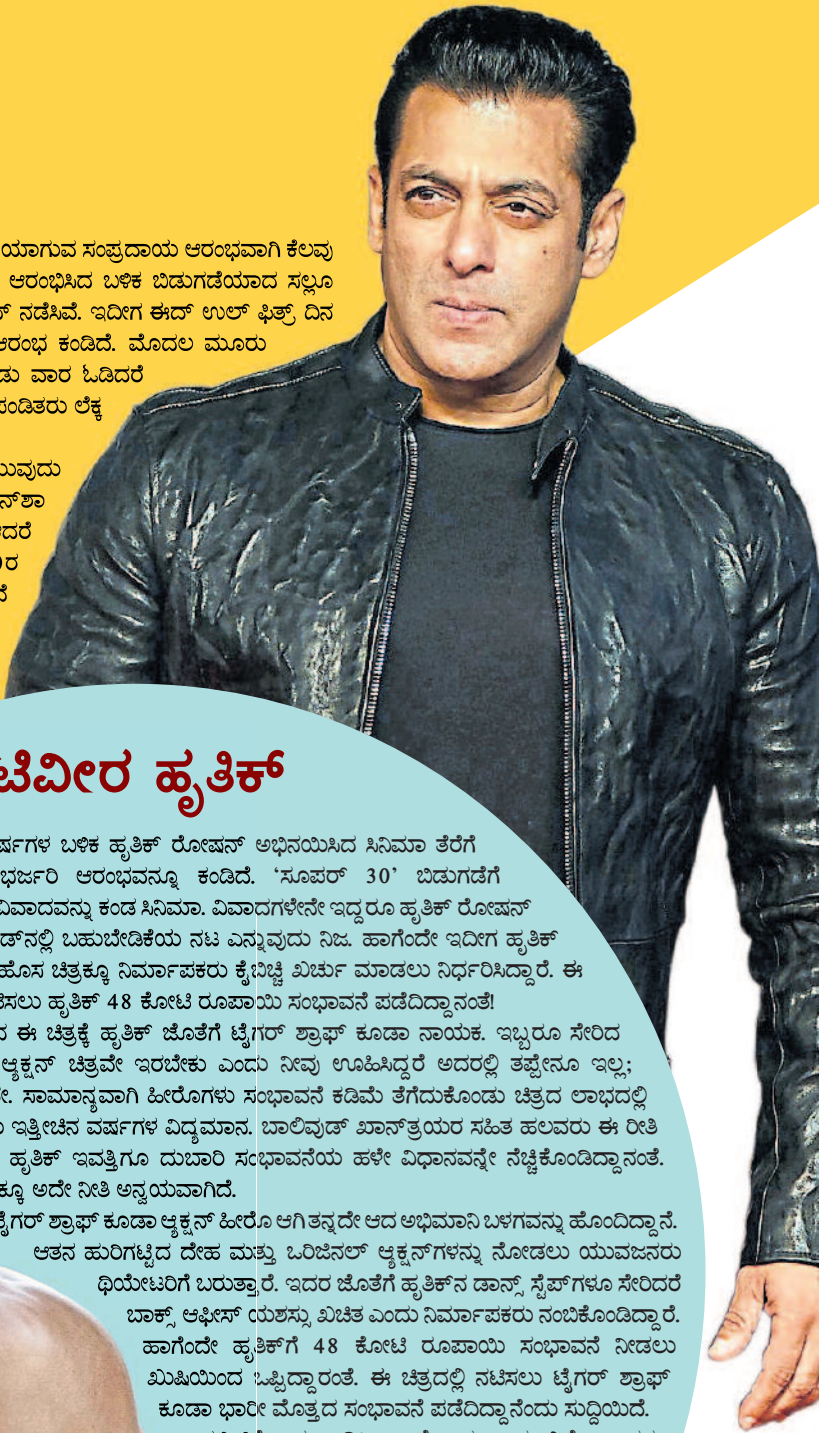 ಯಾಗುವ ಸಂಪ್ರದಾಯ ಆರಂಭವಾಗಿ ಕೆಲವು
ಆರಂಭಿಸಿದ ಬಳಿಕ ಬಿಡುಗಡೆಯಾದ ಸಲ್ಲೂ
ನಡೆಸಿವೆ. ಇದೀಗ ಈದ್ ಉಲ್ ಫಿತ್ರ್ ದಿನ
ಆರಂಭ ಕಂಡಿದೆ. ಮೊದಲ ಮೂರು
ವಾರ ಓಡಿದರೆ
ಪಂಡಿತರು ಲೆಕ್ಕ
ಹೃತಿಕ್
ಬಳಿಕ ಹೃತಿಕ್ ರೋಷನ್ ಅಭಿನಯಿಸಿದ ಸಿನಿಮಾ ತೆರೆಗೆ
ಭರ್ಜರಿ ಆರಂಭವನ್ನೂ ಕಂಡಿದೆ. ‘ಸೂಪರ್ 30’ ಬಿಡುಗಡೆಗೆ
ವಿವಾದವನ್ನು ಕಂಡ ಸಿನಿಮಾ. ವಿವಾದಗಳೇನೇ ಇದ್ದರೂ ಹೃತಿಕ್ ರೋಷನ್
ಬಹುಬೇಡಿಕೆಯ ನಟ ಎನ್ನುವುದು ನಿಜ. ಹಾಗೆಂದೇ ಇದೀಗ ಹೃತಿಕ್
ಹೊಸ ಚಿತ್ರಕ್ಕೂ ನಿರ್ಮಾಪಕರು ಕೈಬಿಚ್ಚಿ ಖರ್ಚು ಮಾಡಲು ನಿರ್ಧರಿಸಿದ್ದಾರೆ. ಈ
ಹೃತಿಕ್ 48 ಕೋಟಿ ರೂಪಾಯಿ ಸಂಭಾವನೆ ಪಡೆದಿದ್ದಾನಂತೆ!
ಈ ಚಿತ್ರಕ್ಕೆ ಹೃತಿಕ್ ಜೊತೆಗೆ ಟೈಗರ್ ಶ್ರಾಫ್ ಕೂಡಾ ನಾಯಕ. ಇಬ್ಬರೂ ಸೇರಿದ
ಆ್ಯಕ್ಷನ್ ಚಿತ್ರವೇ ಇರಬೇಕು ಎಂದು ನೀವು ಊಹಿಸಿದ್ದರೆ ಅದರಲ್ಲಿ ತಪ್ಪೇನೂ ಇಲ್ಲ;
ಸಾಮಾನ್ಯವಾಗಿ ಹೀರೊಗಳು ಸಂಭಾವನೆ ಕಡಿಮೆ ತೆಗೆದುಕೊಂಡು ಚಿತ್ರದ ಲಾಭದಲ್ಲಿ
ಇತ್ತೀಚಿನ ವರ್ಷಗಳ ವಿದ್ಯಮಾನ. ಬಾಲಿವುಡ್ ಖಾನ್‌ತ್ರಯರ ಸಹಿತ ಹಲವರು ಈ ರೀತಿ
ಹೃತಿಕ್ ಇವತ್ತಿಗೂ ದುಬಾರಿ ಸಂಭಾವನೆಯ ಹಳೇ ವಿಧಾನವನ್ನೇ ನೆಚ್ಚಿಕೊಂಡಿದ್ದಾನಂತೆ.
ಅದೇ ನೀತಿ ಅನ್ವಯವಾಗಿದೆ.
ಟೈಗರ್ ಶ್ರಾಫ್ ಕೂಡಾ ಆ್ಯಕ್ಷನ್ ಹೀರೊ ಆಗಿ ತನ್ನದೇ ಆದ ಅಭಿಮಾನಿ ಬಳಗವನ್ನು ಹೊಂದಿದ್ದಾನೆ.
ಆತನ ಹುರಿಗಟ್ಟಿದ ದೇಹ ಮತ್ತು ಒರಿಜಿನಲ್ ಆ್ಯಕ್ಷನ್‌ಗಳನ್ನು ನೋಡಲು ಯುವಜನರು
ಥಿಯೇಟರಿಗೆ ಬರುತ್ತಾರೆ. ಇದರ ಜೊತೆಗೆ ಹೃತಿಕ್‌ನ ಡಾನ್ಸ್ ಸ್ಟೆಪ್‌ಗಳೂ ಸೇರಿದರೆ
ಬಾಕ್ಸ್ ಆಫೀಸ್ ಯಶಸ್ಸು ಖಚಿತ ಎಂದು ನಿರ್ಮಾಪಕರು ನಂಬಿಕೊಂಡಿದ್ದಾರೆ.
ಹಾಗೆಂದೇ ಹೃತಿಕ್‌ಗೆ 48 ಕೋಟಿ ರೂಪಾಯಿ ಸಂಭಾವನೆ ನೀಡಲು
ಖುಷಿಯಿಂದ ಒಪ್ಪಿದ್ದಾರಂತೆ. ಈ ಚಿತ್ರದಲ್ಲಿ ನಟಿಸಲು ಟೈಗರ್ ಶ್ರಾಫ್
ಕೂಡಾ ಭಾರೀ ಮೊತ್ತದ ಸಂಭಾವನೆ ಪಡೆದಿದ್ದಾನೆಂದು ಸುದ್ದಿಯಿದೆ.